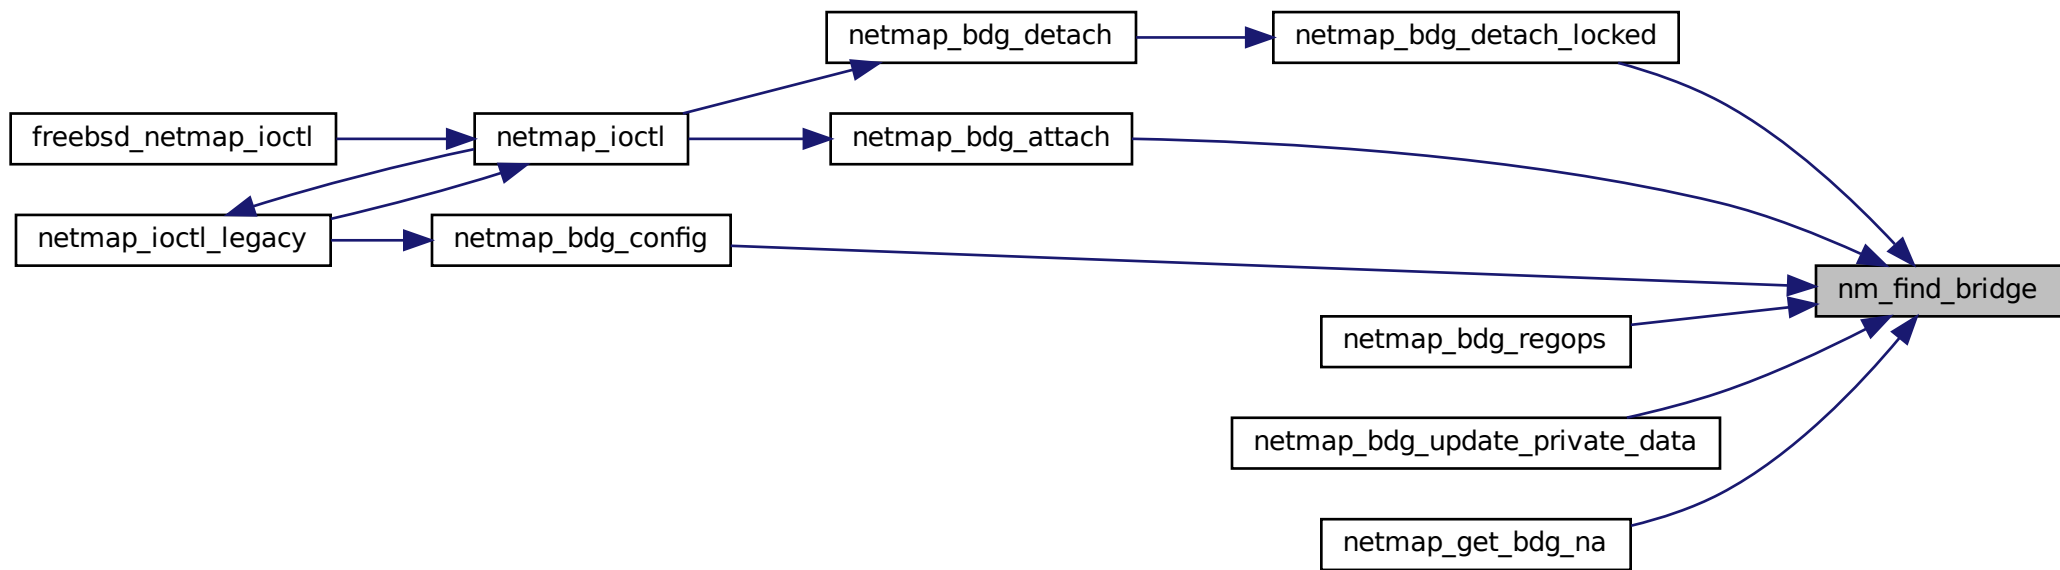 netmap_bdg_detach
netmap_bdg_detach_locked
freebsd_netmap_ioctl
netmap_ioctl
netmap_bdg_attach
netmap_ioctl_legacy
netmap_bdg_config
nm_find_bridge
netmap_bdg_regops
netmap_bdg_update_private_data
netmap_get_bdg_na